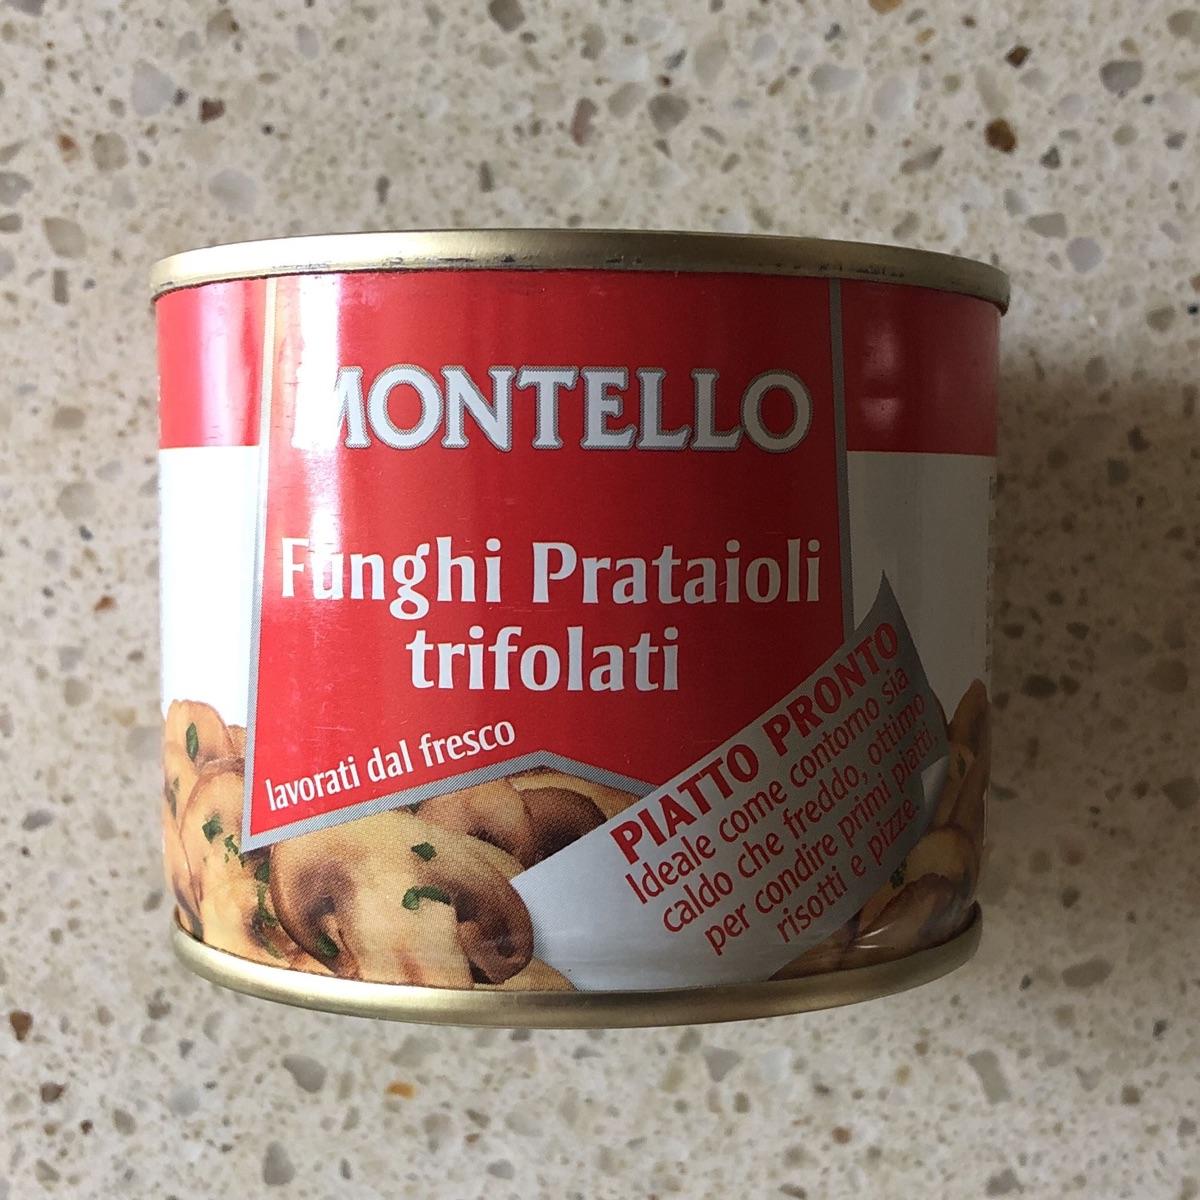 MONTELLO
Funghi Prataioli
trifolati
lavorati dal fresco
PIATTO PRONTO
Ideale come contorno sia
caldo che freddo, ottimo
per condire primi piatti,
risotti e pizze.